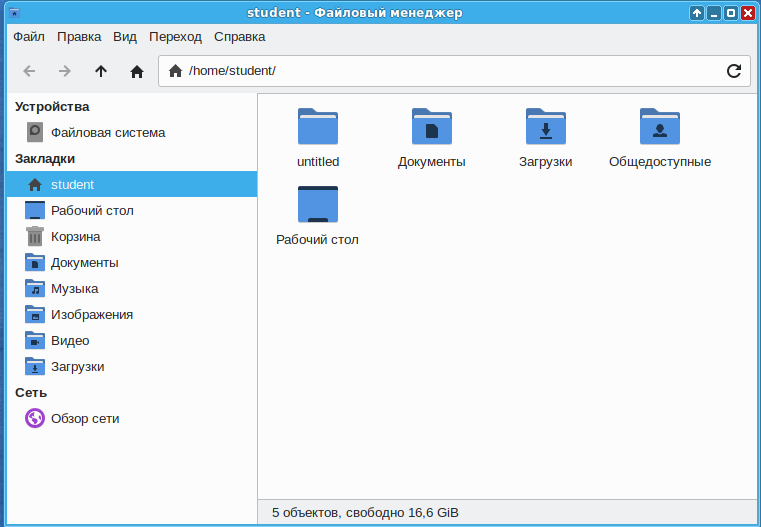 student - Файловый менеджер
Файл Правка Вид Переход Справка
/home/student/
Устройства
Файловая система
Закладки
student
Рабочий стол
Корзина
Документы
Музыка
Изображения
Видео
Загрузки
Сеть
Обзор сети
untitled Документы Загрузки Общедоступные
Рабочий стол
5 объектов, свободно 16,6 GiB